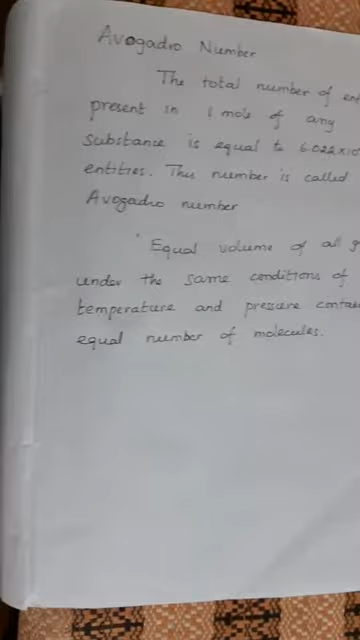 Avogadro Number
The total number of
present in 1 mole of any
substance is equal to 6.022×10
entities. This number is called
Avogadro number
" Equal volume of all
under the same conditions of
temperature and pressure
equal number of molecules.